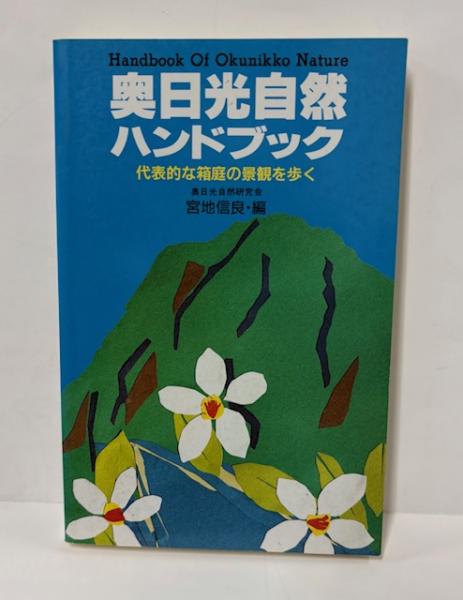 Handbook Of Okunikko Nature
奥日光自然
ハンドブック
代表的な箱庭の景観を歩く
奥日光自然研究会
宮地信良・編